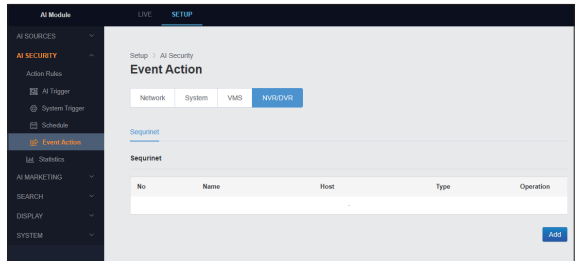 AI Module
LIVE
SETUP
AI SOURCES
AI SECURITY
Action Rules
AI Trigger
System Trigger
Schedule
Event Action
Statistics
AI MARKETING
SEARCH
DISPLAY
SYSTEM
Setup > AI Security
Event Action
Network
System
VMS
NVR/DVR
Sequrinet
Sequrinet
No Name Host Type Operation
-
Add